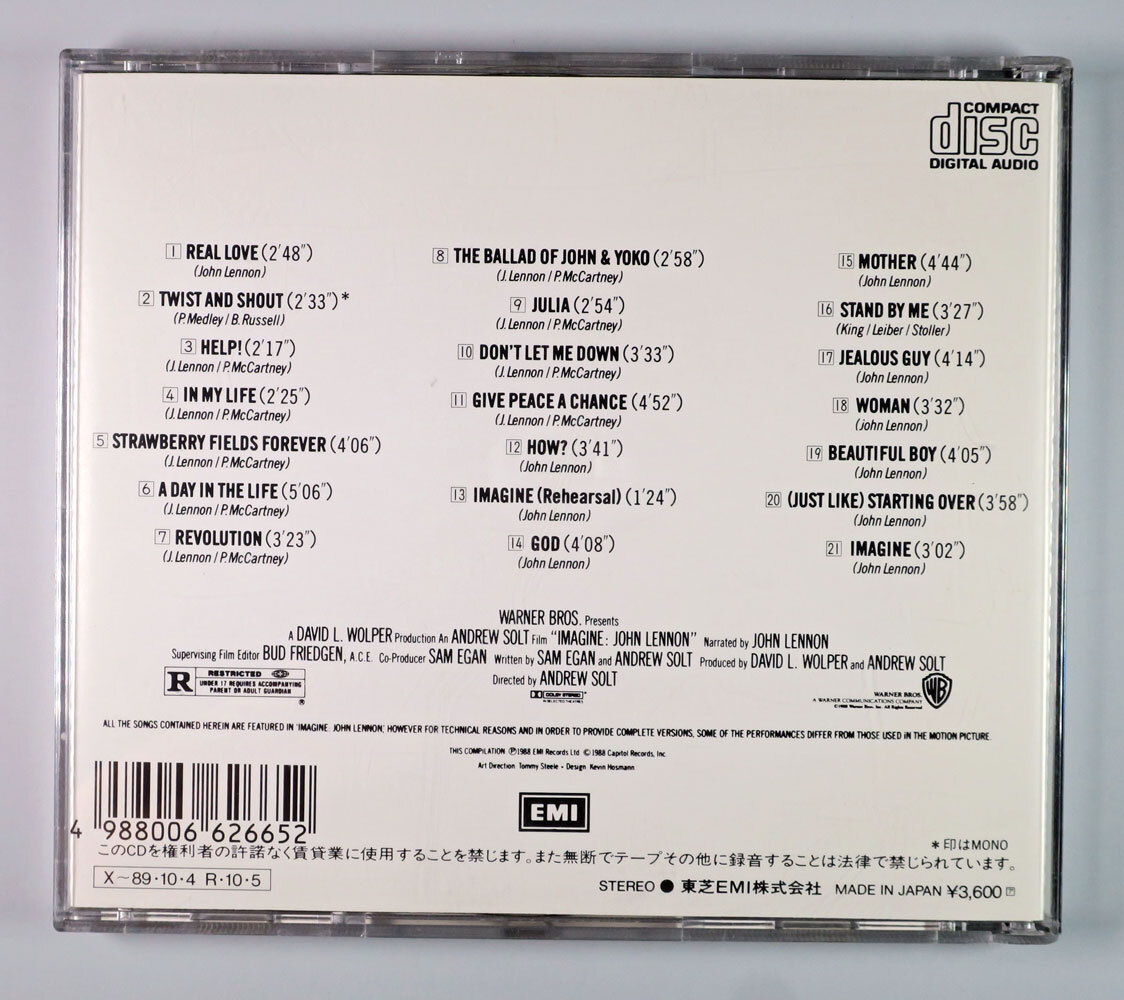 COMPACT
disc
DIGITAL AUDIO
1 REAL LOVE (2'48")
(John Lennon)
2 TWIST AND SHOUT (2'33") *
(P. Medley / B. Russell)
3 HELP! (2'17")
(J. Lennon / P. McCartney)
4 IN MY LIFE (2'25")
(J. Lennon / P. McCartney)
5 STRAWBERRY FIELDS FOREVER (4'06")
(J. Lennon / P. McCartney)
6 A DAY IN THE LIFE (5'06")
(J. Lennon / P. McCartney)
7 REVOLUTION (3'23")
(J. Lennon / P. McCartney)
8 THE BALLAD OF JOHN & YOKO (2'58")
(J. Lennon / P. McCartney)
9 JULIA (2'54")
(J. Lennon / P. McCartney)
10 DON'T LET ME DOWN (3'33")
(J. Lennon / P. McCartney)
11 GIVE PEACE A CHANCE (4'52")
(J. Lennon / P. McCartney)
12 HOW? (3'41")
(John Lennon)
13 IMAGINE (Rehearsal) (1'24")
(John Lennon)
14 GOD (4'08")
(John Lennon)
15 MOTHER (4'44")
(John Lennon)
16 STAND BY ME (3'27")
(King / Leiber / Stoller)
17 JEALOUS GUY (4'14")
(John Lennon)
18 WOMAN (3'32")
(John Lennon)
19 BEAUTIFUL BOY (4'05")
(John Lennon)
20 (JUST LIKE) STARTING OVER (3'58")
(John Lennon)
21 IMAGINE (3'02")
(John Lennon)
WARNER BROS. Presents
A DAVID L. WOLPER Production An ANDREW SOLT Film "IMAGINE: JOHN LENNON" Narrated by JOHN LENNON
Supervising Film Editor BUD FRIEDGEN, A.C.E. Co-Producer SAM EGAN Written by SAM EGAN and ANDREW SOLT Produced by DAVID L. WOLPER and ANDREW SOLT
Directed by ANDREW SOLT
R RESTRICTED
UNDER 17 REQUIRES ACCOMPANYING
PARENT OR ADULT GUARDIAN
®
DOLBY STEREO
IN SELECTED THEATRES
WARNER BROS.
A WARNER COMMUNICATIONS COMPANY
©1988 Warner Bros. Inc. All Rights Reserved
WB
ALL THE SONGS CONTAINED HEREIN ARE FEATURED IN 'IMAGINE: JOHN LENNON', HOWEVER FOR TECHNICAL REASONS AND IN ORDER TO PROVIDE COMPLETE VERSIONS, SOME OF THE PERFORMANCES DIFFER FROM THOSE USED IN THE MOTION PICTURE.
THIS COMPILATION ℗1988 EMI Records Ltd ©1988 Capitol Records, Inc.
Art Direction Tommy Steele - Design Kevin Hosmann
EMI
4 988006 626652
*印はMONO
このCDを権利者の許諾なく賃貸業に使用することを禁じます。また無断でテープその他に録音することは法律で禁じられています。
X〜89・10・4 R・10・5
STEREO ● 東芝EMI株式会社 MADE IN JAPAN ¥3,600